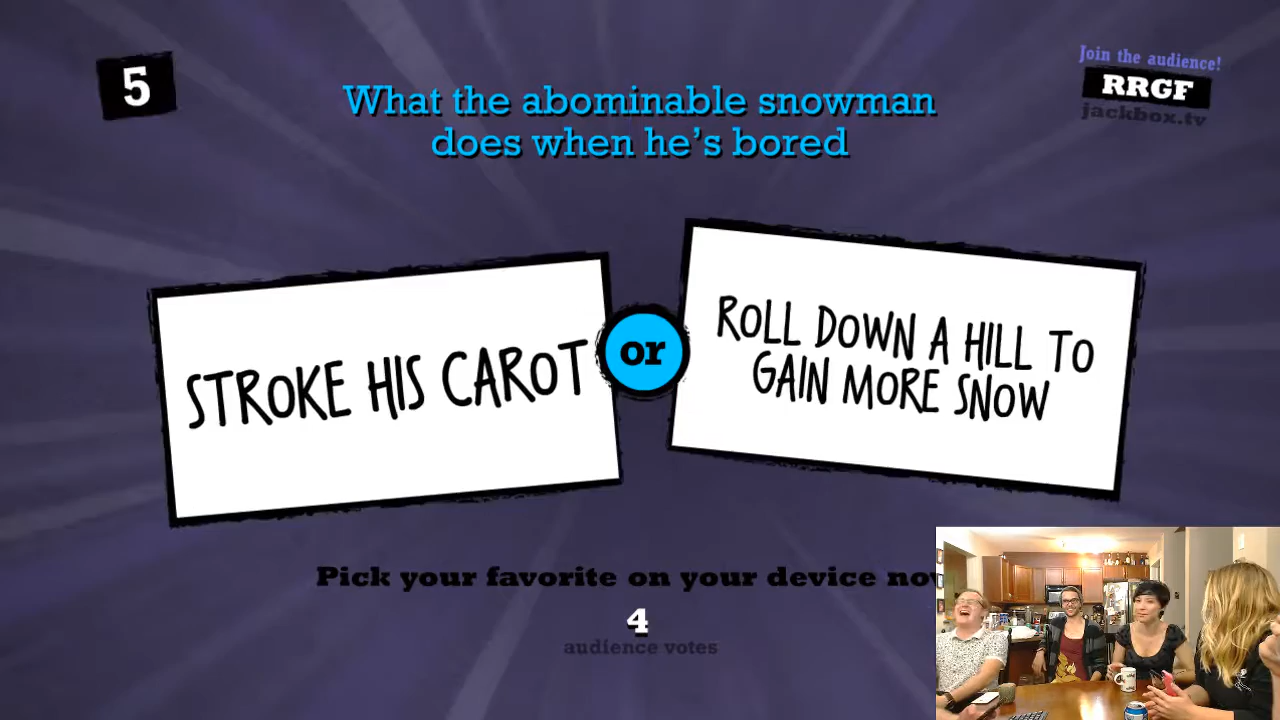 5
Join the audience!
RRGF
jackbox.tv
What the abominable snowman
does when he's bored
STROKE HIS CAROT
or
ROLL DOWN A HILL TO
GAIN MORE SNOW
Pick your favorite on your device
4
audience votes